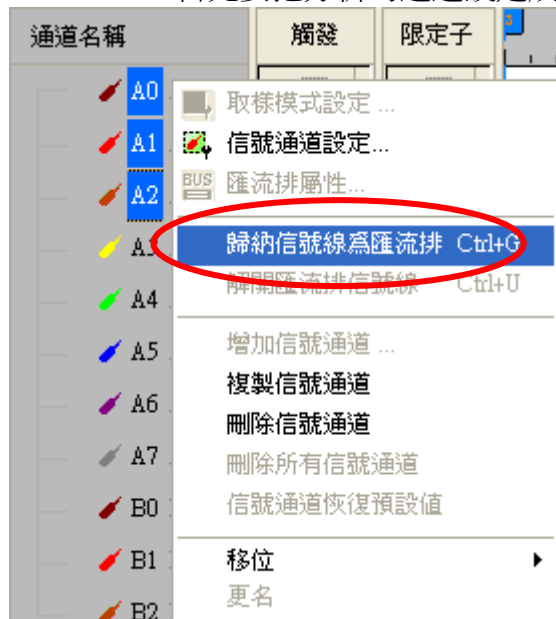 通道名稱 觸發 限定子
A0
A1
A2
A4
A5
A6
A7
B0
B1
B2
取樣模式設定 ...
信號通道設定...
BUS 匯流排屬性...
歸納信號線爲匯流排 Ctrl+G
解開匯流排信號線 Ctrl+U
增加信號通道 ...
複製信號通道
刪除信號通道
刪除所有信號通道
信號通道恢復預設値
移位
更名